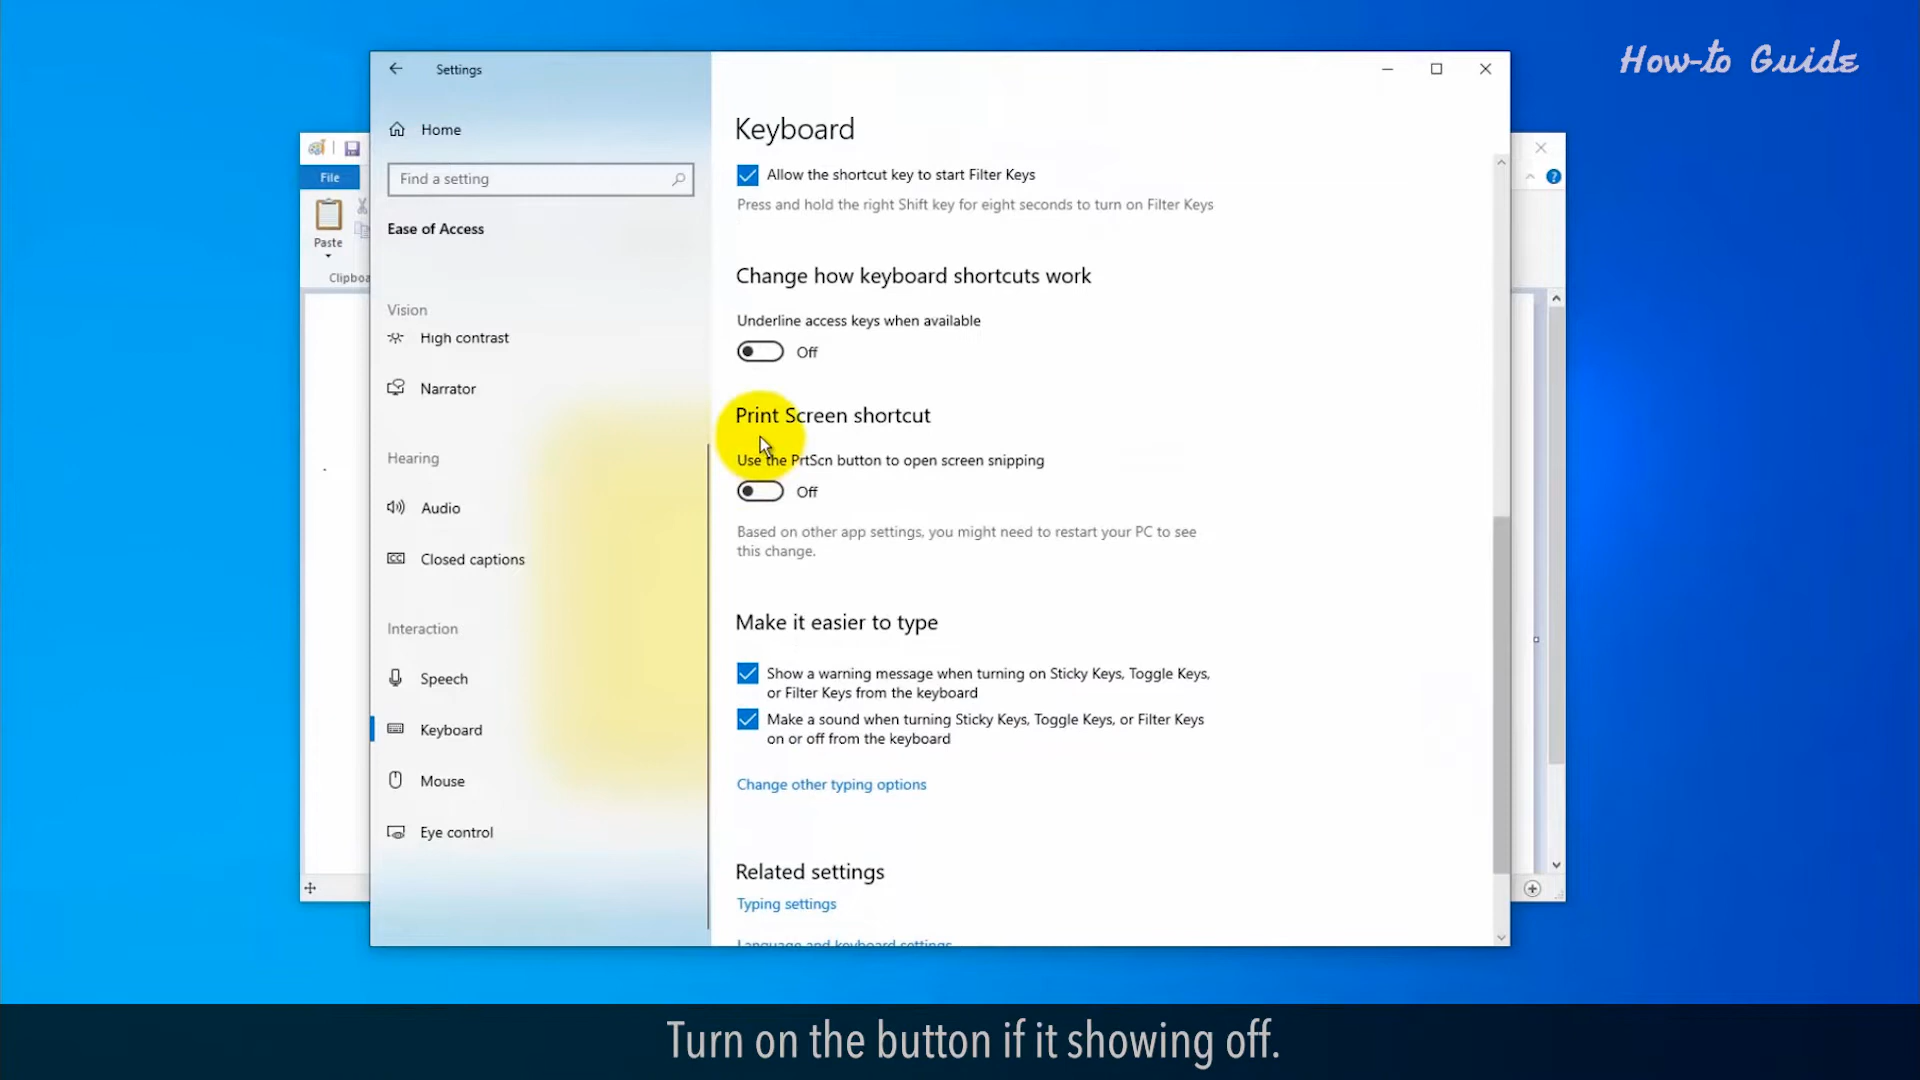 How-to Guide
Settings
Home
Find a setting
Ease of Access
Vision
High contrast
Narrator
Hearing
Audio
Closed captions
Interaction
Speech
Keyboard
Mouse
Eye control
File
Paste
Clipboa
Keyboard
Allow the shortcut key to start Filter Keys
Press and hold the right Shift key for eight seconds to turn on Filter Keys
Change how keyboard shortcuts work
Underline access keys when available
Off
Print Screen shortcut
Use the PrtScn button to open screen snipping
Off
Based on other app settings, you might need to restart your PC to see
this change.
Make it easier to type
Show a warning message when turning on Sticky Keys, Toggle Keys,
or Filter Keys from the keyboard
Make a sound when turning Sticky Keys, Toggle Keys, or Filter Keys
on or off from the keyboard
Change other typing options
Related settings
Typing settings
Language and keyboard settings
Turn on the button if it showing off.